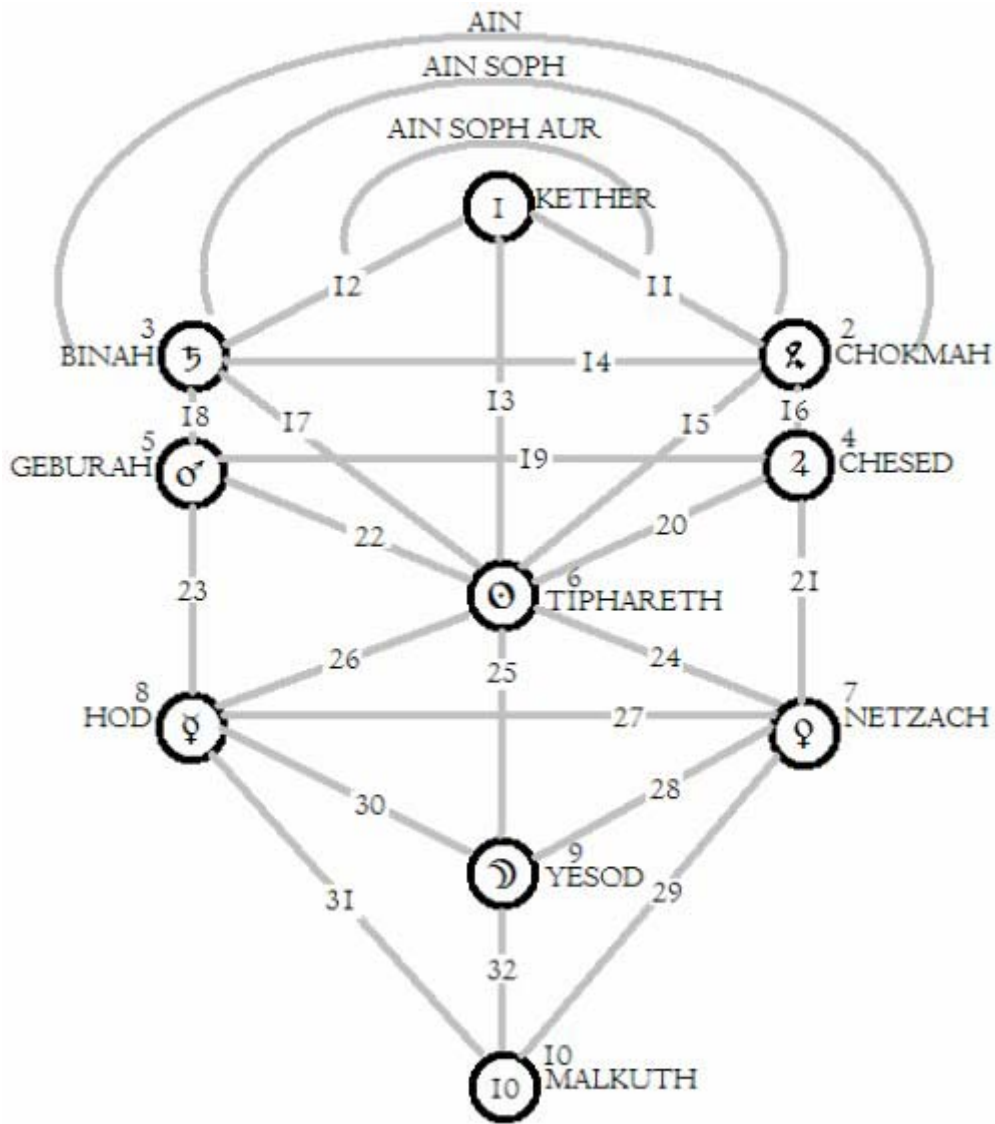 AIN
AIN SOPH
AIN SOPH AUR
I
KETHER
12
11
3
BINAH
♄
14
2
CHOKMAH
13
18
17
15
16
5
GEBURAH
♂
19
4
CHESED
♃
22
20
23
21
6
TIPHARETH
☉
26
25
24
8
HOD
☿
27
7
NETZACH
♀
30
28
9
YESOD
☽
31
29
32
10
MALKUTH
10